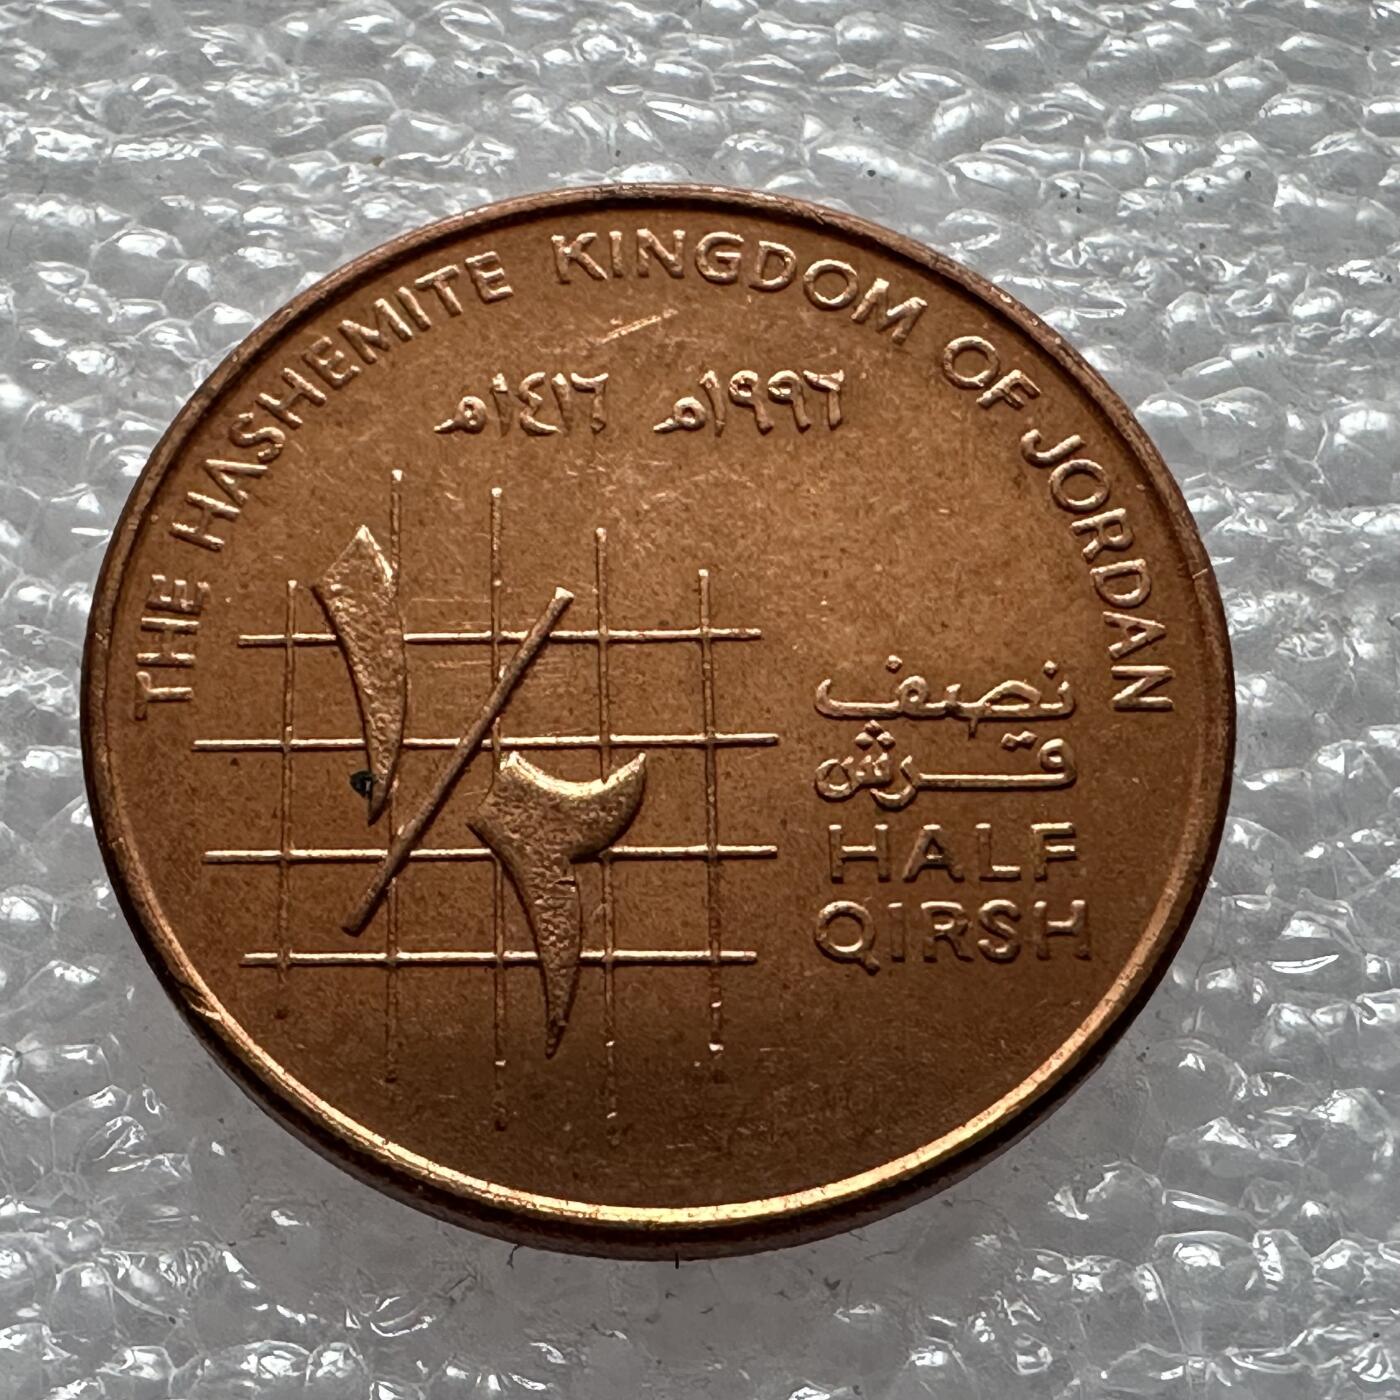 THE HASHEMITE KINGDOM OF JORDAN
١٩٩٦م ١٤١٦هـ
١/٢
نصف
قرش
HALF
QIRSH